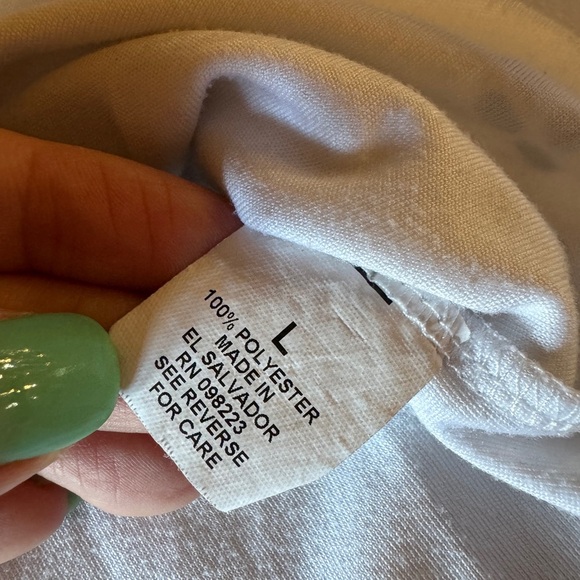 L
100% POLYESTER
MADE IN
EL SALVADOR
RN 098223
SEE REVERSE
FOR CARE